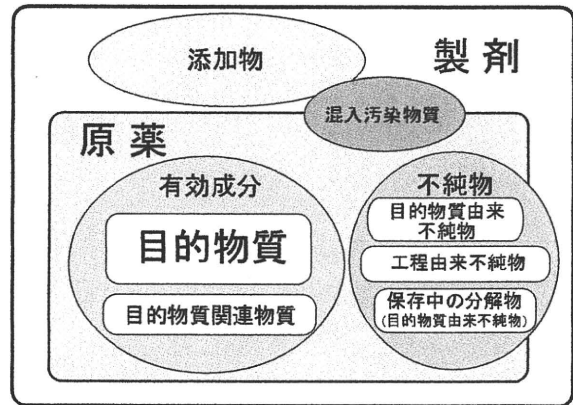 添加物
製剤
混入汚染物質
原薬
有効成分
目的物質
目的物質関連物質
不純物
目的物質由来
不純物
工程由来不純物
保存中の分解物
(目的物質由来不純物)